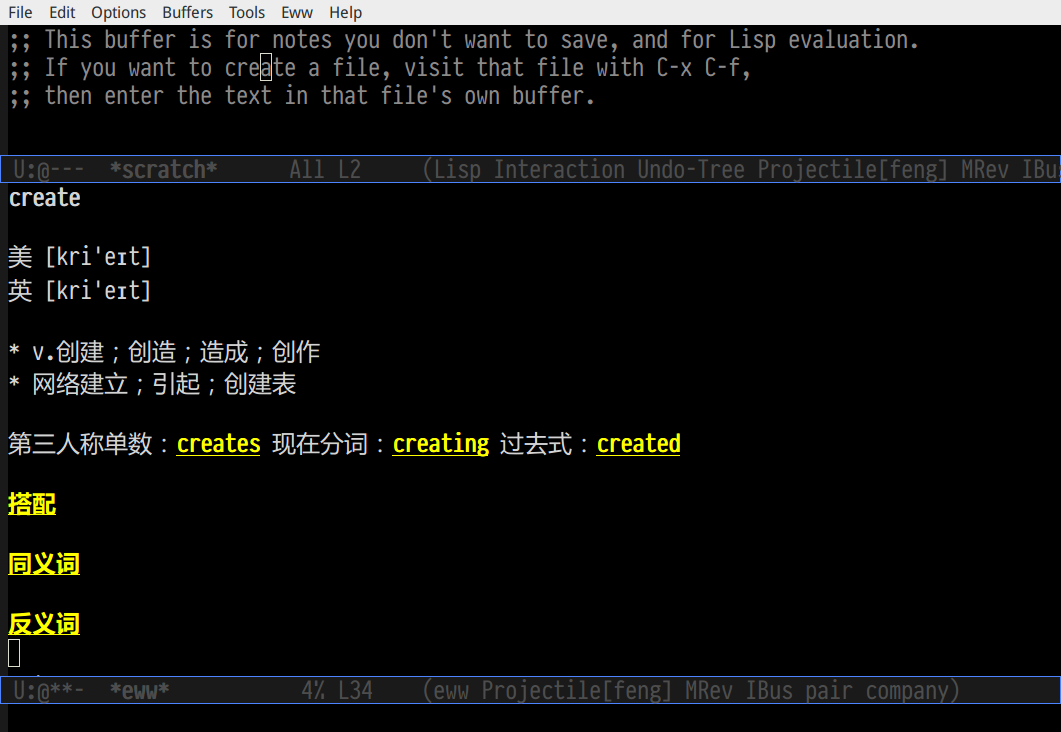 File Edit Options Buffers Tools Eww Help
;; This buffer is for notes you don't want to save, and for Lisp evaluation.
;; If you want to create a file, visit that file with C-x C-f,
;; then enter the text in that file's own buffer.
U:@--- *scratch* All L2 (Lisp Interaction Undo-Tree Projectile[feng] MRev IBus
create
美 [kri'eɪt]
英 [kri'eɪt]
* v.创建；创造；造成；创作
* 网络建立；引起；创建表
第三人称单数：creates 现在分词：creating 过去式：created
搭配
同义词
反义词
U:@**- *eww* 4% L34 (eww Projectile[feng] MRev IBus pair company)